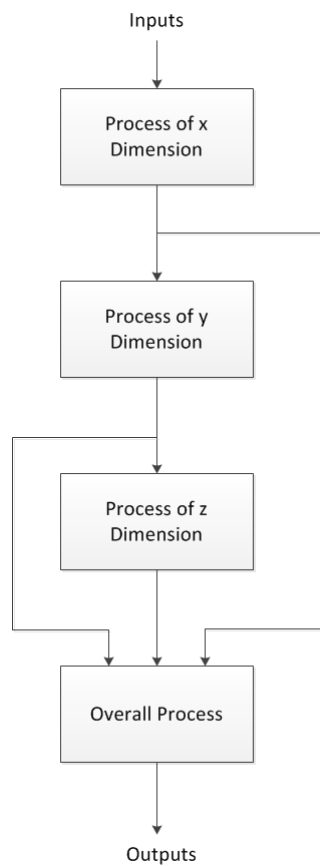 Inputs
Process of x
Dimension
Process of y
Dimension
Process of z
Dimension
Overall Process
Outputs